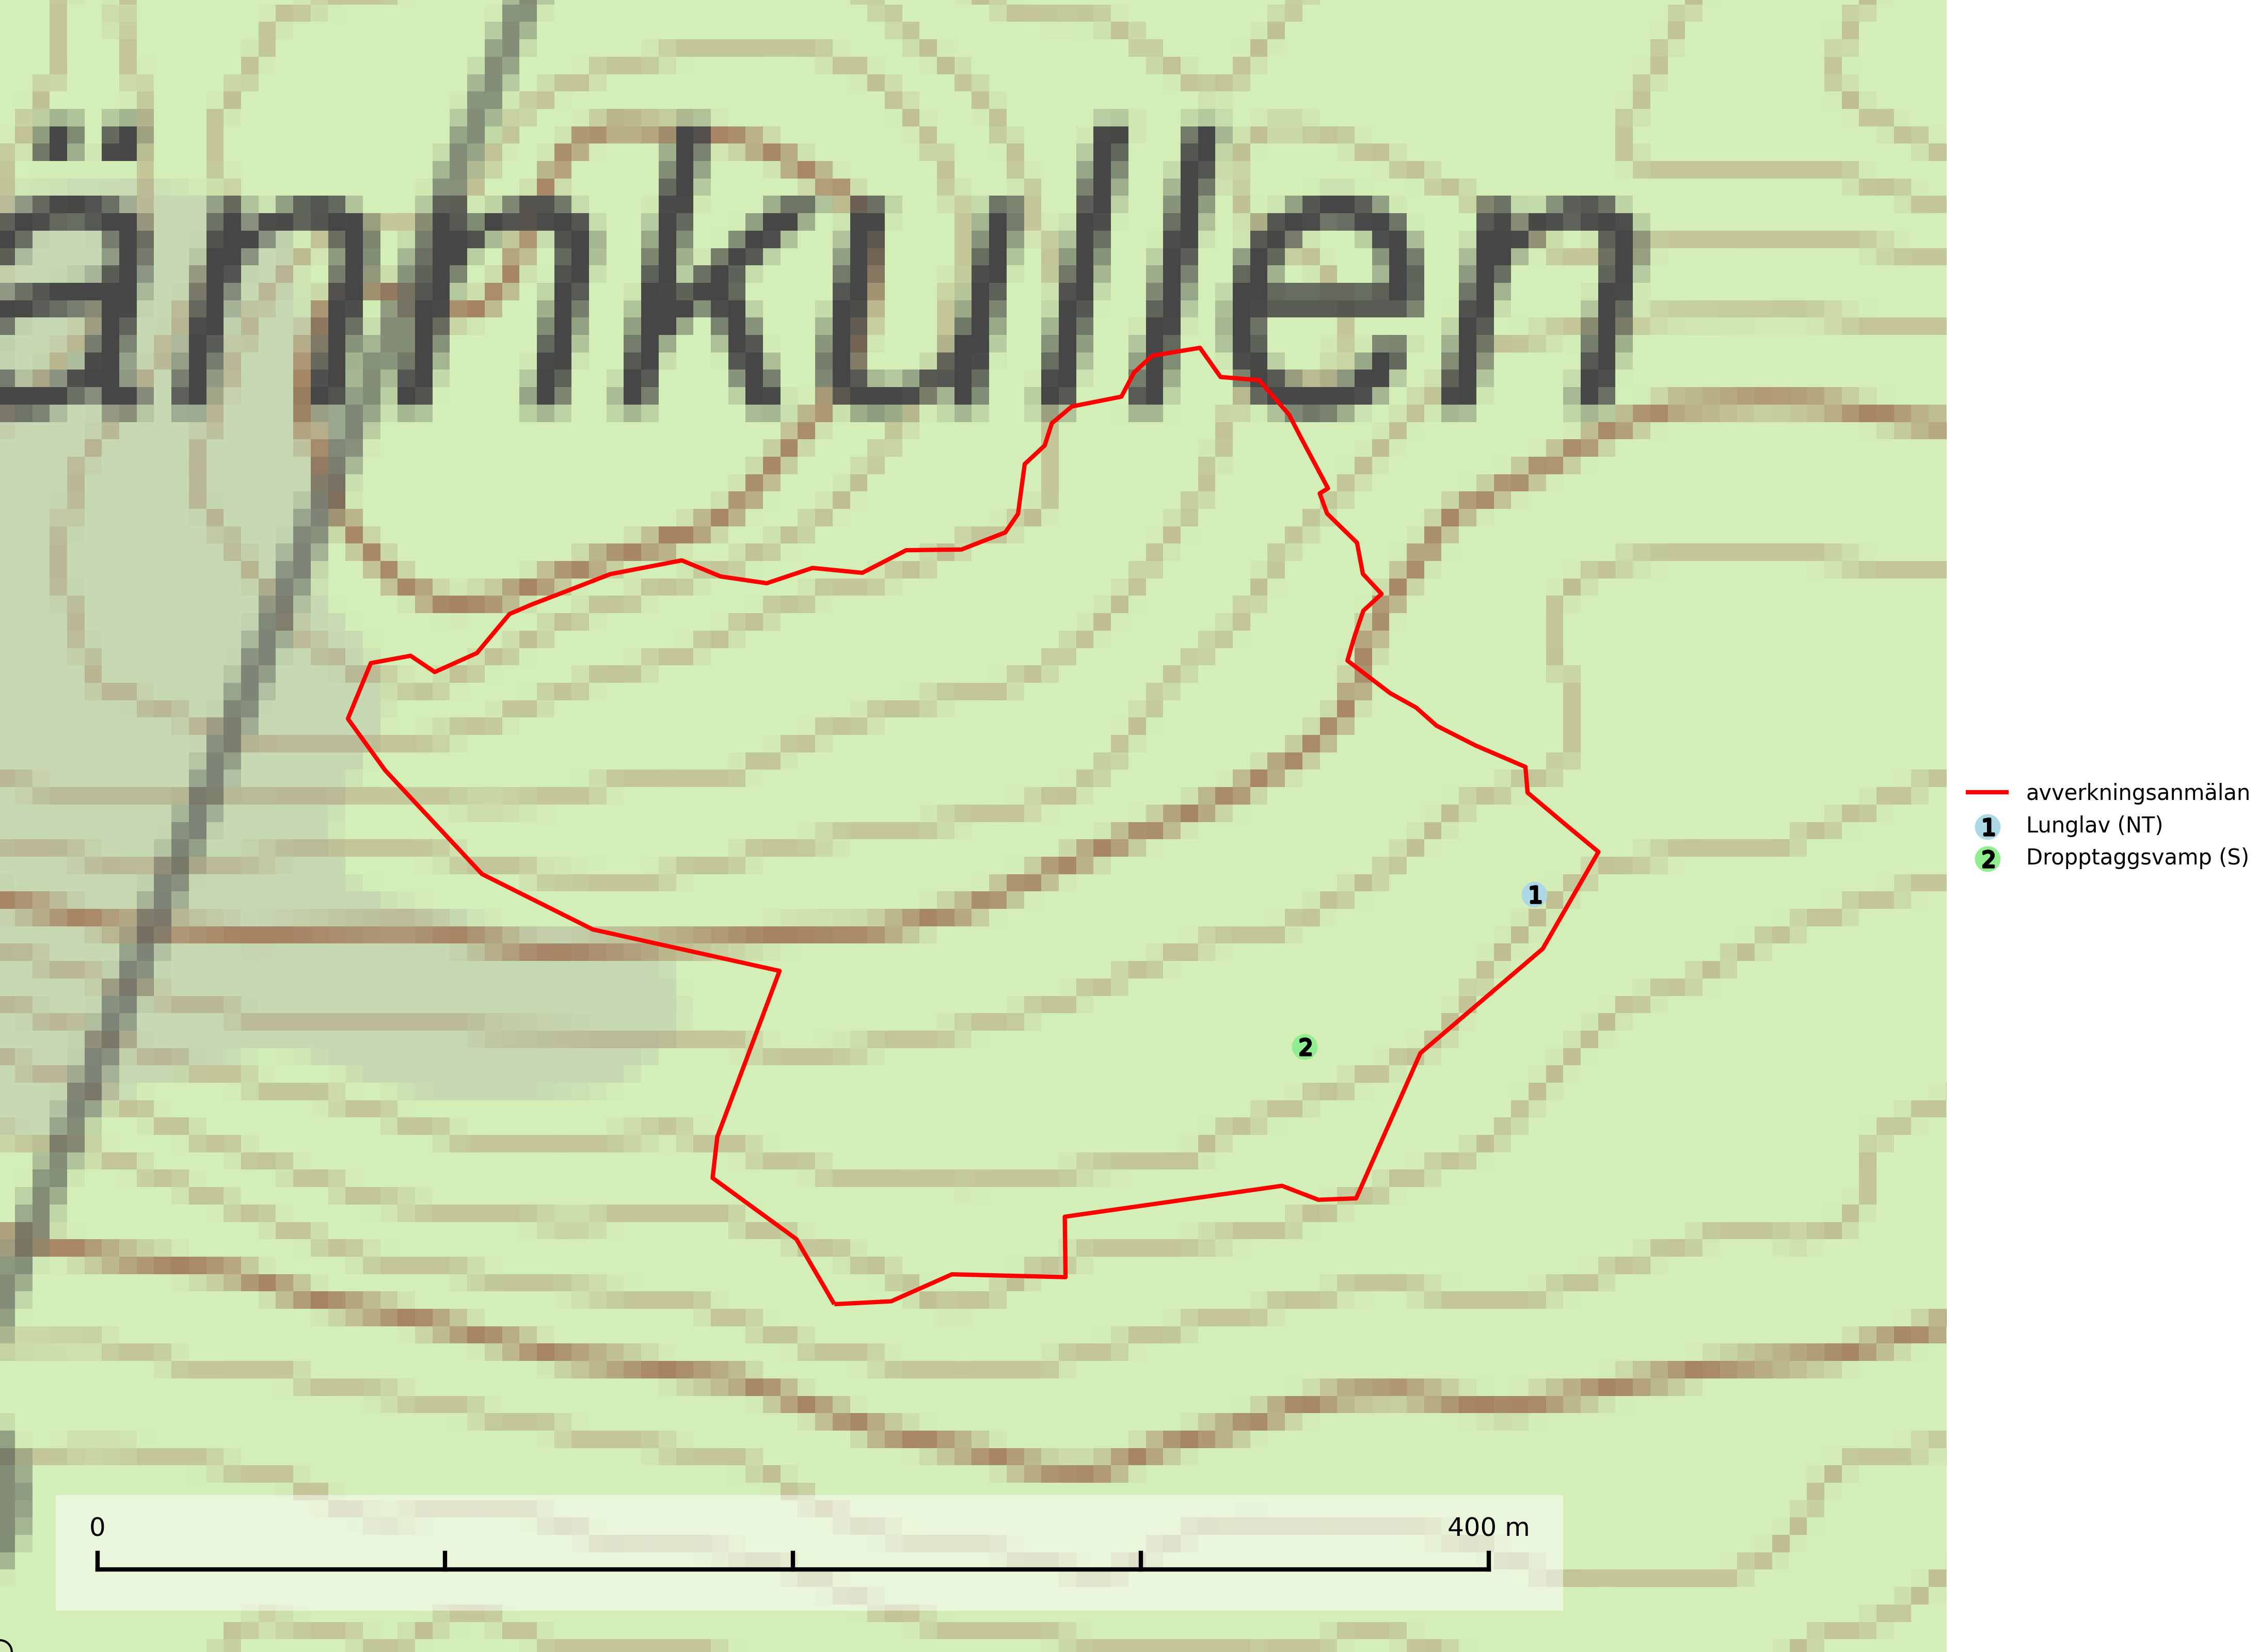 ännkullen
avverkningsanmälan
1 Lunglav (NT)
2 Dropptaggsvamp (S)
1
2
0 400 m